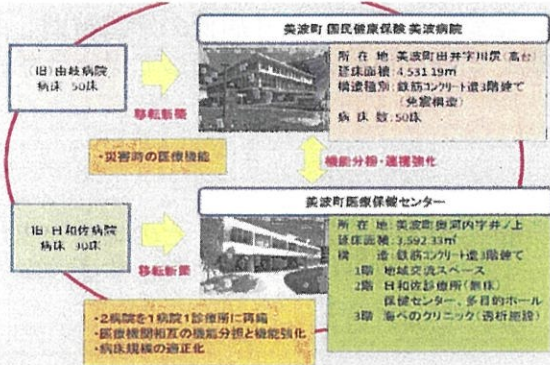 美波町 国民健康保険 美波病院
(旧)由岐病院
病床 50床
移転新築
所 在 地：美波町田井字川尻(高台)
延床面積：4,531.19㎡
構造種別：鉄筋コンクリート造3階建て
(免震構造)
病 床 数：50床
・災害時の医療機能
機能分担・連携強化
美波町医療保健センター
(旧)日和佐病院
病床 30床
移転新築
所 在 地：美波町奥河内字井ノ上
延床面積：3,592.33㎡
構 造：鉄筋コンクリート造3階建て
1階 地域交流スペース
2階 日和佐診療所(無床)
保健センター、多目的ホール
3階 海べのクリニック(透析施設)
・2病院を1病院1診療所に再編
・医療機関相互の機能分担と機能強化
・病床規模の適正化